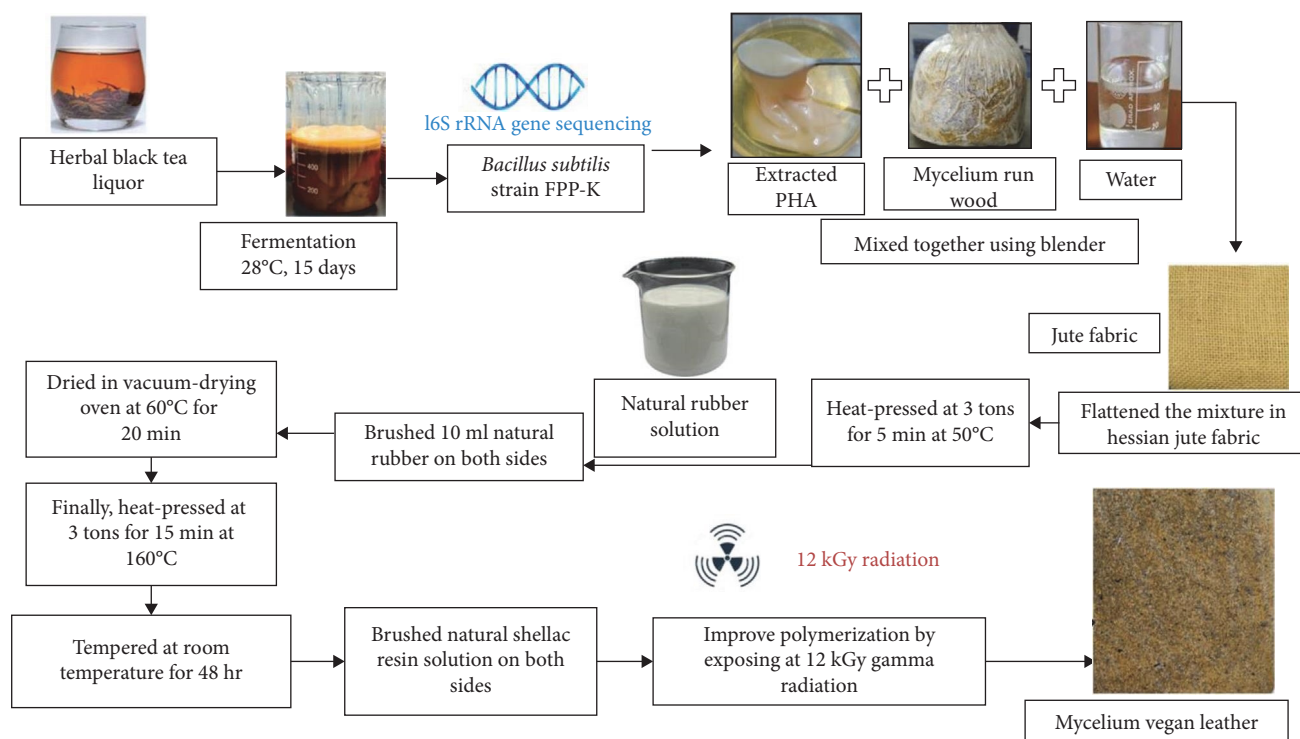 Herbal black tea
liquor
Fermentation
28°C, 15 days
400
200
l6S rRNA gene sequencing
Bacillus subtilis
strain FPP-K
Extracted
PHA
Mycelium run
wood
Water
Mixed together using blender
Jute fabric
Flattened the mixture in
hessian jute fabric
Heat-pressed at 3 tons
for 5 min at 50°C
Natural rubber
solution
Brushed 10 ml natural
rubber on both sides
Dried in vacuum-drying
oven at 60°C for
20 min
Finally, heat-pressed at
3 tons for 15 min at
160°C
Tempered at room
temperature for 48 hr
Brushed natural shellac
resin solution on both
sides
12 kGy radiation
Improve polymerization by
exposing at 12 kGy gamma
radiation
Mycelium vegan leather